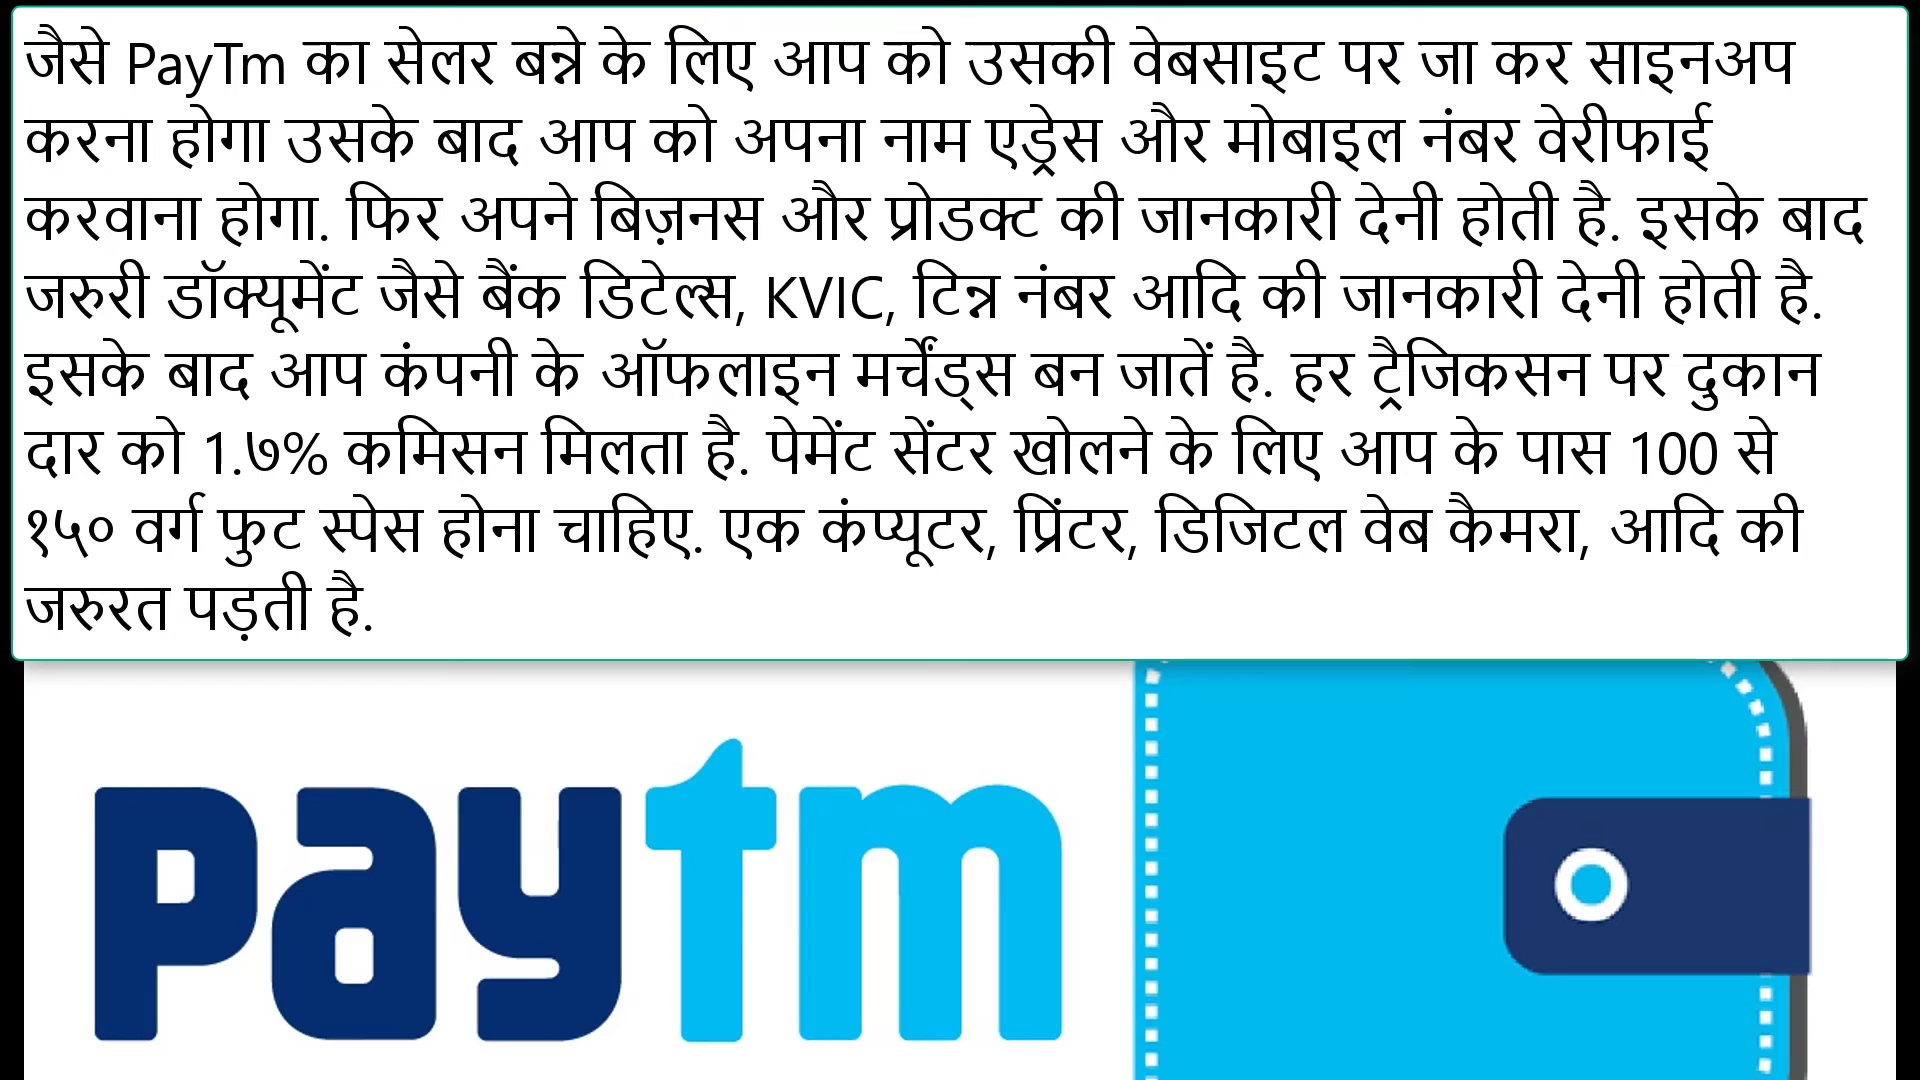 जैसे PayTm का सेलर बन्ने के लिए आप को उसकी वेबसाइट पर जा कर साइनअप
करना होगा उसके बाद आप को अपना नाम एड्रेस और मोबाइल नंबर वेरीफाई
करवाना होगा. फिर अपने बिज़नस और प्रोडक्ट की जानकारी देनी होती है. इसके बाद
जरुरी डॉक्यूमेंट जैसे बैंक डिटेल्स, KVIC, टिन्न नंबर आदि की जानकारी देनी होती है.
इसके बाद आप कंपनी के ऑफलाइन मर्चेंड्स बन जातें है. हर ट्रैजिकसन पर दुकान
दार को 1.७% कमिसन मिलता है. पेमेंट सेंटर खोलने के लिए आप के पास 100 से
१५० वर्ग फुट स्पेस होना चाहिए. एक कंप्यूटर, प्रिंटर, डिजिटल वेब कैमरा, आदि की
जरुरत पड़ती है.
paytm